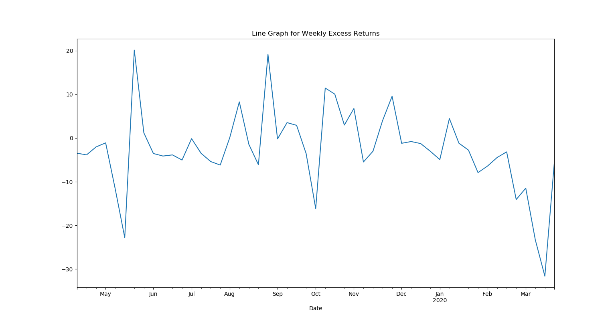 Line Graph for Weekly Excess Returns
20
10
0
−10
−20
−30
May Jun Jul Aug Sep Oct Nov Dec Jan Feb Mar
2020
Date